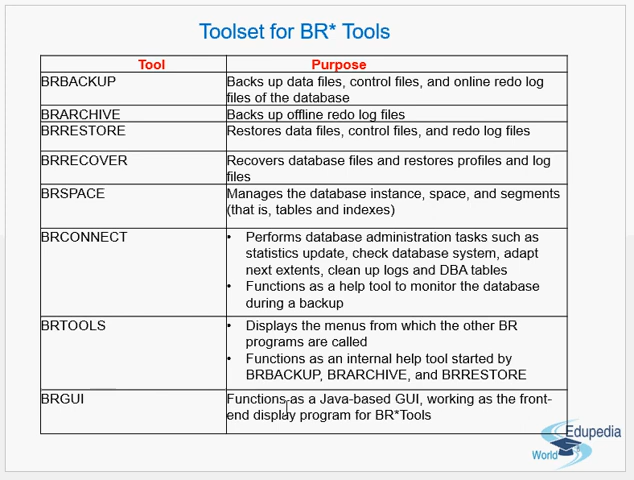 Toolset for BR* Tools
Tool Purpose
BRBACKUP Backs up data files, control files, and online redo log
files of the database
BRARCHIVE Backs up offline redo log files
BRRESTORE Restores data files, control files, and redo log files
BRRECOVER Recovers database files and restores profiles and log
files
BRSPACE Manages the database instance, space, and segments
(that is, tables and indexes)
BRCONNECT • Performs database administration tasks such as
statistics update, check database system, adapt
next extents, clean up logs and DBA tables
• Functions as a help tool to monitor the database
during a backup
BRTOOLS • Displays the menus from which the other BR
programs are called
• Functions as an internal help tool started by
BRBACKUP, BRARCHIVE, and BRRESTORE
BRGUI Functions as a Java-based GUI, working as the front-
end display program for BR*Tools
Edupedia
World